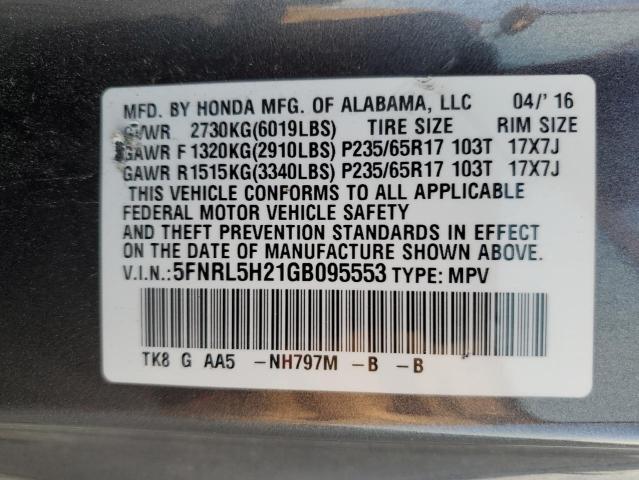 MFD. BY HONDA MFG. OF ALABAMA, LLC 04/'16
GVWR 2730KG(6019LBS) TIRE SIZE RIM SIZE
GAWR F 1320KG(2910LBS) P235/65R17 103T 17X7J
GAWR R1515KG(3340LBS) P235/65R17 103T 17X7J
THIS VEHICLE CONFORMS TO ALL APPLICABLE
FEDERAL MOTOR VEHICLE SAFETY
AND THEFT PREVENTION STANDARDS IN EFFECT
ON THE DATE OF MANUFACTURE SHOWN ABOVE.
V.I.N.:5FNRL5H21GB095553 TYPE: MPV
TK8 G AA5 -NH797M -B -B